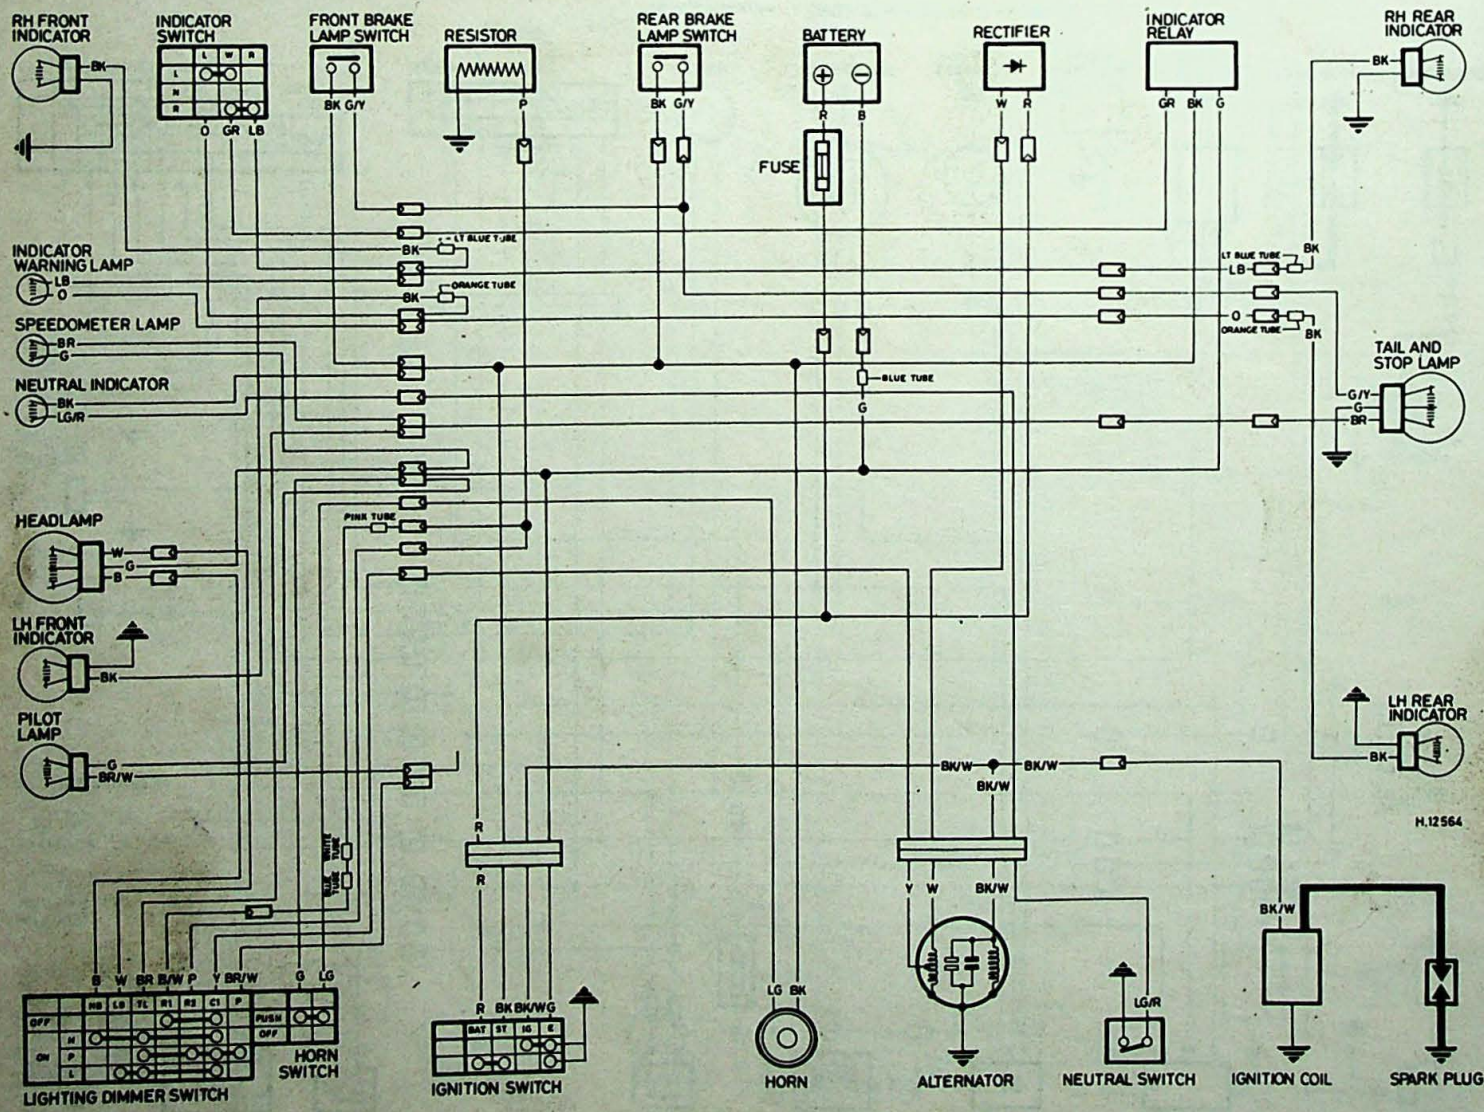 RH FRONT
INDICATOR
BK
INDICATOR
SWITCH
L W R
L
N
R
O GR LB
FRONT BRAKE
LAMP SWITCH
BK G/Y
RESISTOR
P
REAR BRAKE
LAMP SWITCH
BK G/Y
BATTERY
R B
FUSE
RECTIFIER
W R
INDICATOR
RELAY
GR BK G
RH REAR
INDICATOR
BK
BK
LT BLUE TUBE
BK
LT BLUE TUBE
LB
INDICATOR
WARNING LAMP
LB
O
BK
ORANGE TUBE
O
ORANGE TUBE
BK
SPEEDOMETER LAMP
BR
G
NEUTRAL INDICATOR
BK
LG/R
BLUE TUBE
G
TAIL AND
STOP LAMP
G/Y
G
BR
HEADLAMP
W
G
B
PINK TUBE
LH FRONT
INDICATOR
BK
PILOT
LAMP
G
BR/W
LH REAR
INDICATOR
BK
BK/W BK/W
BK/W
H.12564
R
R
WHITE
TUBE
BLUE
TUBE
Y W BK/W
BK/W
B W BR B/W P Y BR/W G LG
HB LB TL R1 R2 C1 P
OFF
ON
H
P
L
PUSH
OFF
HORN
SWITCH
LIGHTING DIMMER SWITCH
R BK BK/W G
BAT ST IG E
IGNITION SWITCH
LG BK
HORN
ALTERNATOR
LG/R
NEUTRAL SWITCH
IGNITION COIL
SPARK PLUG